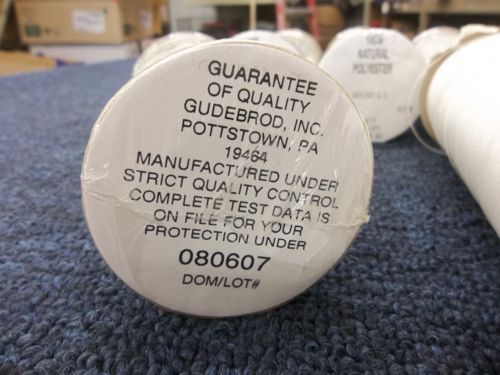 GUARANTEE
OF QUALITY
GUDEBROD, INC.
POTTSTOWN, PA
19464
MANUFACTURED UNDER
STRICT QUALITY CONTROL
COMPLETE TEST DATA IS
ON FILE FOR YOUR
PROTECTION UNDER
080607
DOM/LOT#
NATURAL
POLYESTER